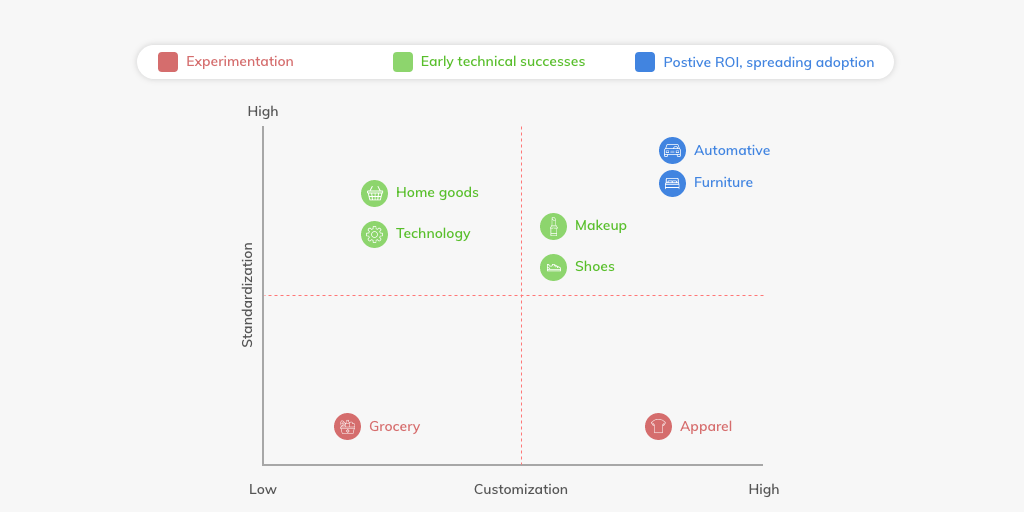 Experimentation
Early technical successes
Postive ROI, spreading adoption
High
Automative
Furniture
Home goods
Makeup
Technology
Shoes
Standardization
Grocery
Apparel
Low
Customization
High